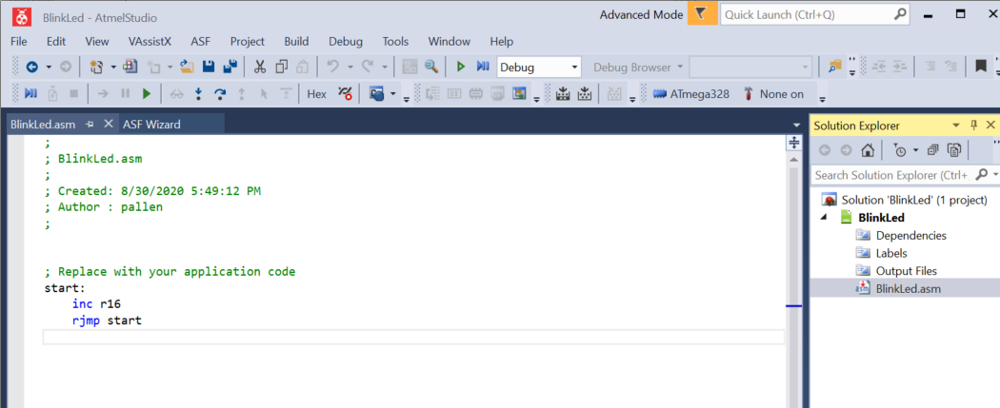 BlinkLed - AtmelStudio
Advanced Mode
Quick Launch (Ctrl+Q)
File Edit View VAssistX ASF Project Build Debug Tools Window Help
Debug
Debug Browser
Hex
ATmega328
None on
BlinkLed.asm
ASF Wizard
;
; BlinkLed.asm
;
; Created: 8/30/2020 5:49:12 PM
; Author : pallen
;
; Replace with your application code
start:
inc r16
rjmp start
Solution Explorer
Search Solution Explorer (Ctrl+
Solution 'BlinkLed' (1 project)
BlinkLed
Dependencies
Labels
Output Files
BlinkLed.asm